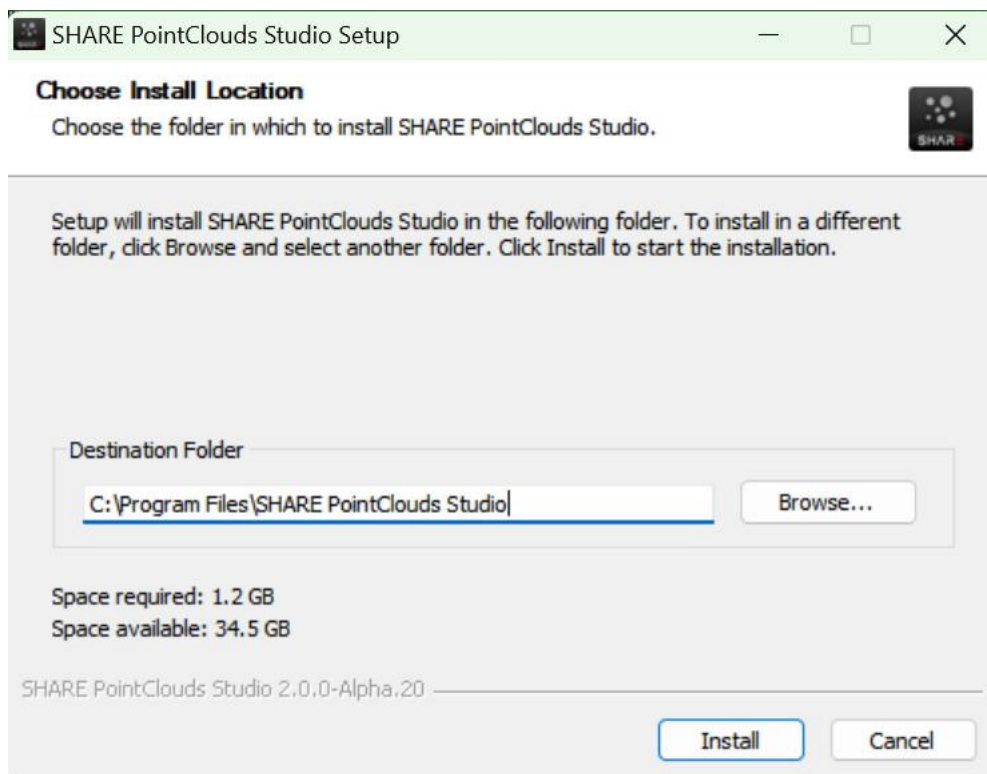 SHARE PointClouds Studio Setup
Choose Install Location
Choose the folder in which to install SHARE PointClouds Studio.
SHARE
Setup will install SHARE PointClouds Studio in the following folder. To install in a different
folder, click Browse and select another folder. Click Install to start the installation.
Destination Folder
C:\Program Files\SHARE PointClouds Studio
Browse...
Space required: 1.2 GB
Space available: 34.5 GB
SHARE PointClouds Studio 2.0.0-Alpha.20
Install
Cancel